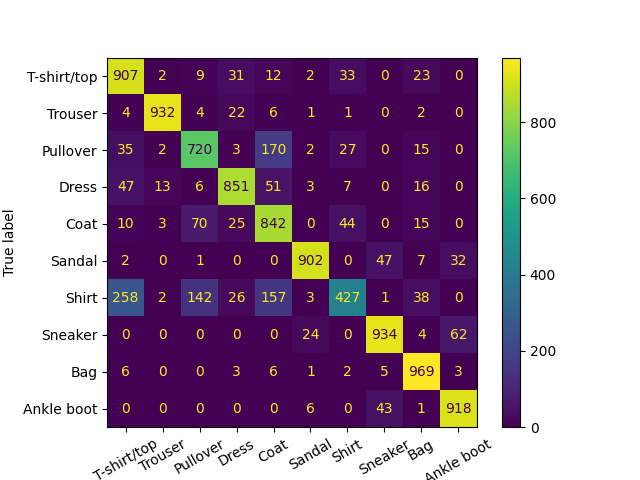 T-shirt/top 907 2 9 31 12 2 33 0 23 0
Trouser 4 932 4 22 6 1 1 0 2 0
Pullover 35 2 720 3 170 2 27 0 15 0
Dress 47 13 6 851 51 3 7 0 16 0
Coat 10 3 70 25 842 0 44 0 15 0
Sandal 2 0 1 0 0 902 0 47 7 32
Shirt 258 2 142 26 157 3 427 1 38 0
Sneaker 0 0 0 0 0 24 0 934 4 62
Bag 6 0 0 3 6 1 2 5 969 3
Ankle boot 0 0 0 0 0 6 0 43 1 918
T-shirt/top Trouser Pullover Dress Coat Sandal Shirt Sneaker Bag Ankle boot
True label
800
600
400
200
0